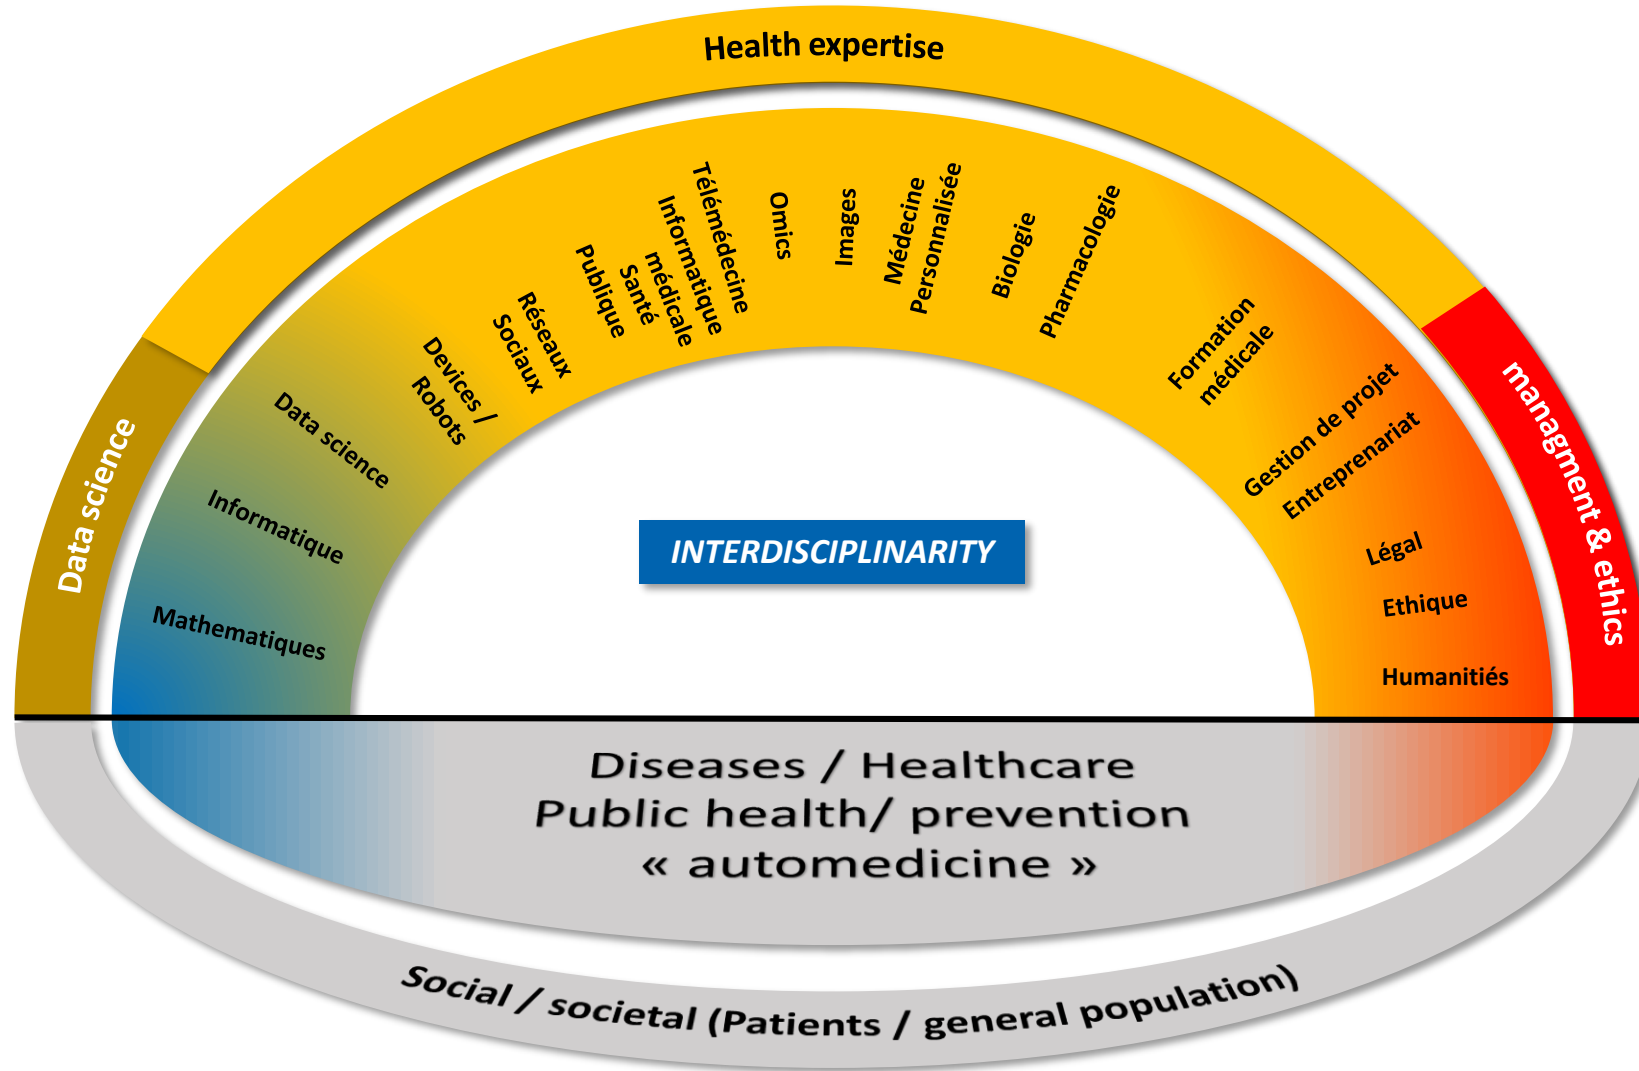 Health expertise
Data science
managment & ethics
Mathematiques
Informatique
Data science
Devices /
Robots
Réseaux
Sociaux
Santé
Publique
Informatique
médicale
Télémédecine
Omics
Images
Médecine
Personnalisée
Biologie
Pharmacologie
Formation
médicale
Gestion de projet
Entreprenariat
Légal
Ethique
Humanitiés
INTERDISCIPLINARITY
Diseases / Healthcare
Public health/ prevention
« automedicine »
Social / societal (Patients / general population)